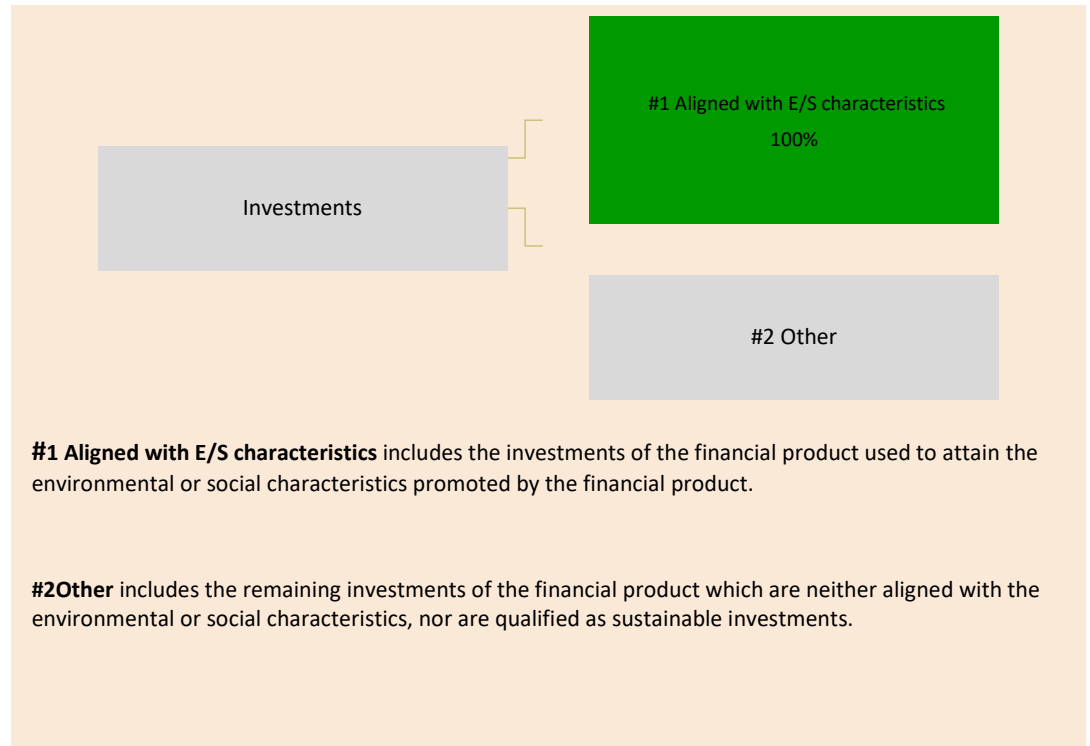 #1 Aligned with E/S characteristics
100%
Investments
#2 Other
#1 Aligned with E/S characteristics includes the investments of the financial product used to attain the
environmental or social characteristics promoted by the financial product.
#2Other includes the remaining investments of the financial product which are neither aligned with the
environmental or social characteristics, nor are qualified as sustainable investments.